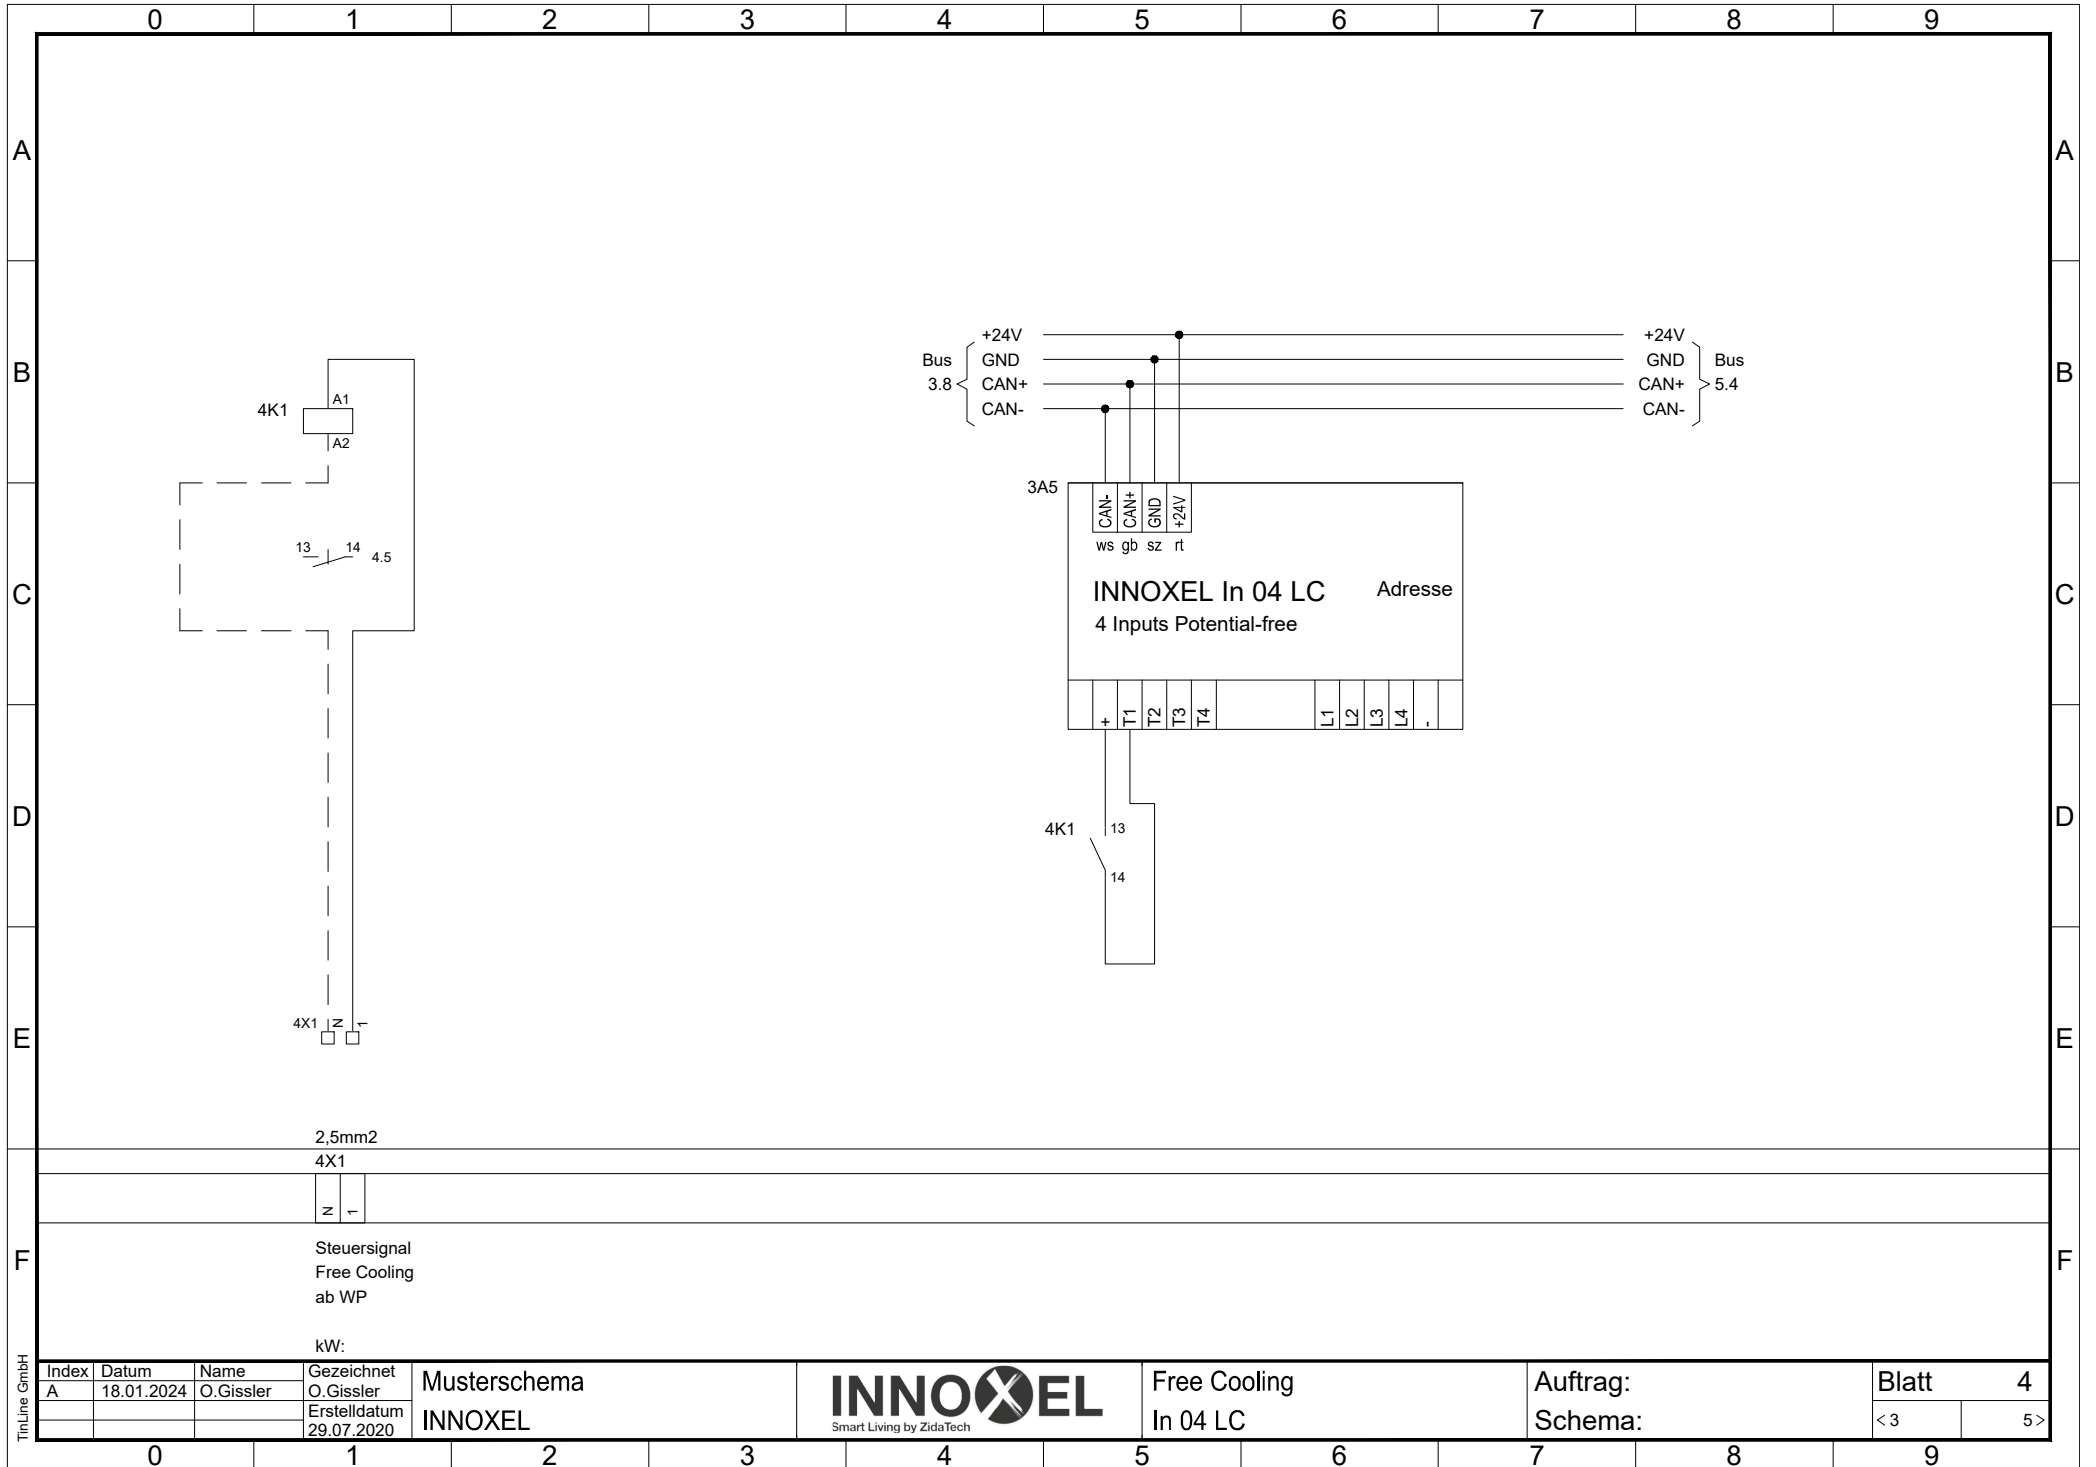 0 1 2 3 4 5 6 7 8 9
A A
+24V +24V
Bus GND GND Bus
B B
3.8 CAN+ CAN+ 5.4
CAN- CAN-
4K1 A1
A2
3A5
CAN- CAN+ GND +24V
ws gb sz rt
13 14 4.5
INNOXEL In 04 LC Adresse
C C
4 Inputs Potential-free
+ T1 T2 T3 T4 L1 L2 L3 L4 -
D D
4K1 13
14
4X1 N 1
E E
2,5mm2
4X1
N 1
Steuersignal
F F
Free Cooling
ab WP
kW:
TinLine GmbH
Index Datum Name Gezeichnet
A 18.01.2024 O.Gissler O.Gissler
Erstelldatum
29.07.2020
Musterschema
INNOXEL
INNOXEL
Smart Living by ZidaTech
Free Cooling
In 04 LC
Auftrag:
Schema:
Blatt 4
< 3 5 >
0 1 2 3 4 5 6 7 8 9